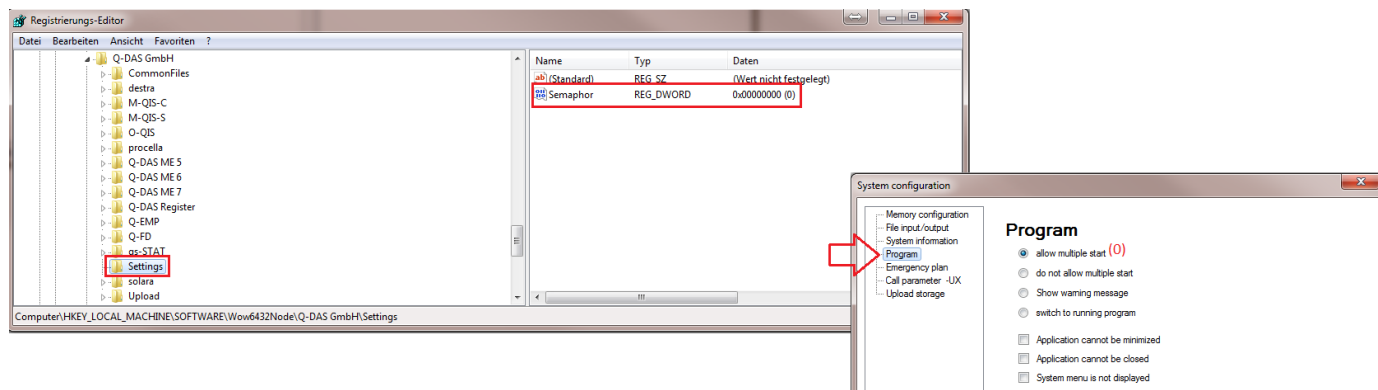 Registrierungs-Editor
Datei Bearbeiten Ansicht Favoriten ?
Q-DAS GmbH
CommonFiles
destra
M-QIS-C
M-QIS-S
O-QIS
procella
Q-DAS ME 5
Q-DAS ME 6
Q-DAS ME 7
Q-DAS Register
Q-EMP
Q-FD
qs-STAT
Settings
solara
Upload
Name Typ Daten
(Standard) REG_SZ (Wert nicht festgelegt)
Semaphor REG_DWORD 0x00000000 (0)
Computer\HKEY_LOCAL_MACHINE\SOFTWARE\Wow6432Node\Q-DAS GmbH\Settings
System configuration
Memory configuration
File input/output
System information
Program
Emergency plan
Call parameter -UX
Upload storage
Program
allow multiple start (0)
do not allow multiple start
Show warning message
switch to running program
Application cannot be minimized
Application cannot be closed
System menu is not displayed